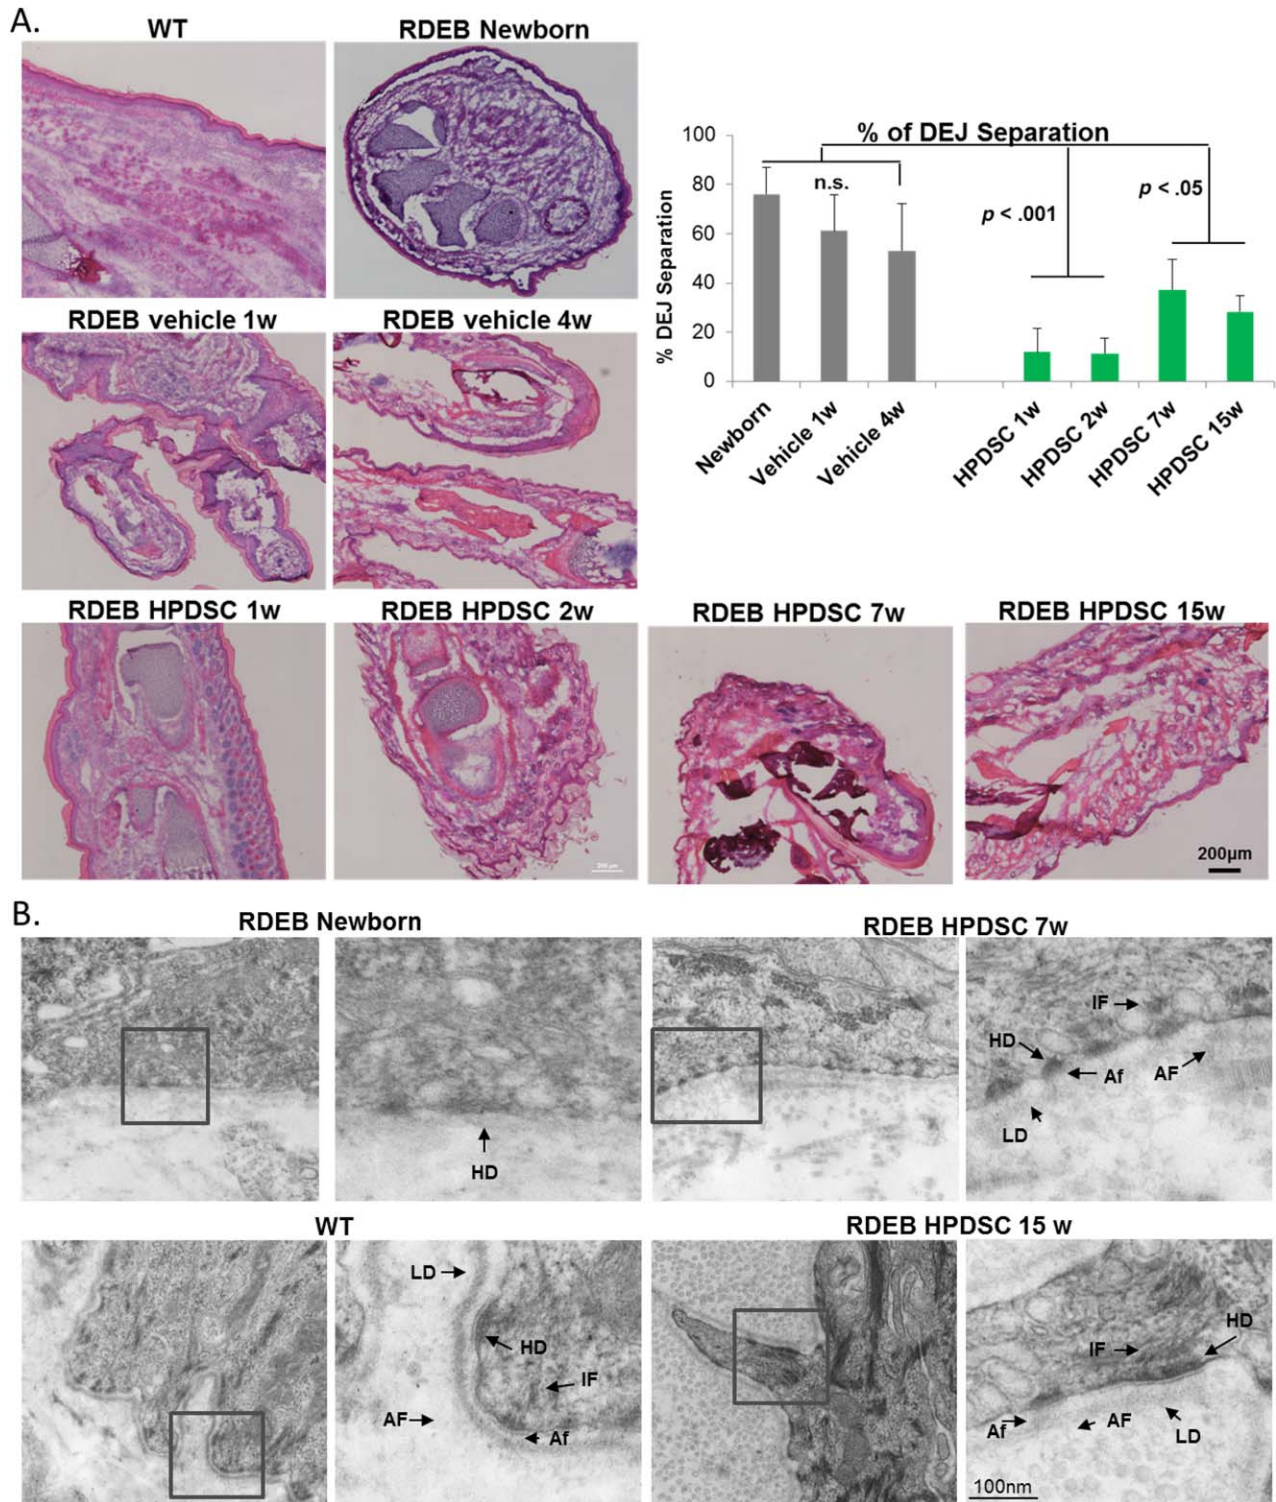 A.
WT
RDEB Newborn
% of DEJ Separation
100
80
60
40
20
0
% DEJ Separation
n.s.
p < .001
p < .05
Newborn
Vehicle 1w
Vehicle 4w
HPDSC 1w
HPDSC 2w
HPDSC 7w
HPDSC 15w
RDEB vehicle 1w
RDEB vehicle 4w
RDEB HPDSC 1w
RDEB HPDSC 2w
RDEB HPDSC 7w
RDEB HPDSC 15w
200 µm
200µm
B.
RDEB Newborn
RDEB HPDSC 7w
HD
IF
HD
Af
AF
LD
WT
RDEB HPDSC 15 w
LD
HD
IF
AF
Af
HD
IF
Af
AF
LD
100nm